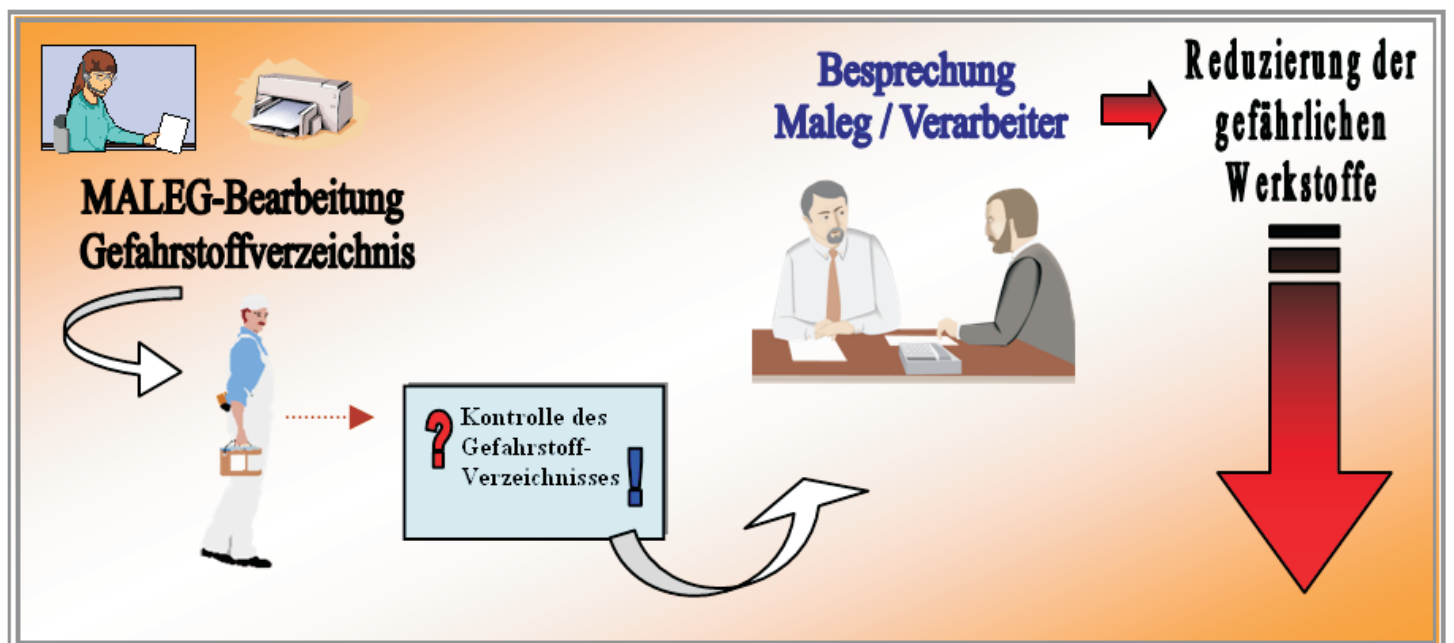 MALEG-Bearbeitung
Gefahrstoffverzeichnis
? Kontrolle des
Gefahrstoff-
Verzeichnisses !
Besprechung
Maleg / Verarbeiter
Reduzierung der
gefährlichen
Werkstoffe